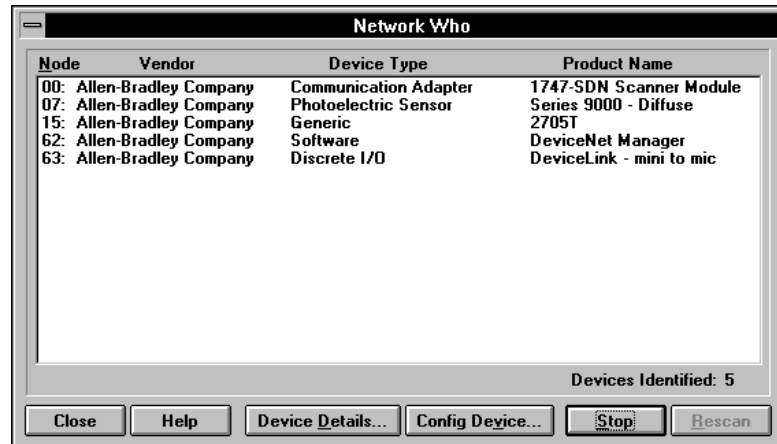 Network Who
Node Vendor Device Type Product Name
00: Allen-Bradley Company Communication Adapter 1747-SDN Scanner Module
07: Allen-Bradley Company Photoelectric Sensor Series 9000 - Diffuse
15: Allen-Bradley Company Generic 2705T
62: Allen-Bradley Company Software DeviceNet Manager
63: Allen-Bradley Company Discrete I/O DeviceLink - mini to mic
Devices Identified: 5
Close Help Device Details... Config Device... Stop Rescan